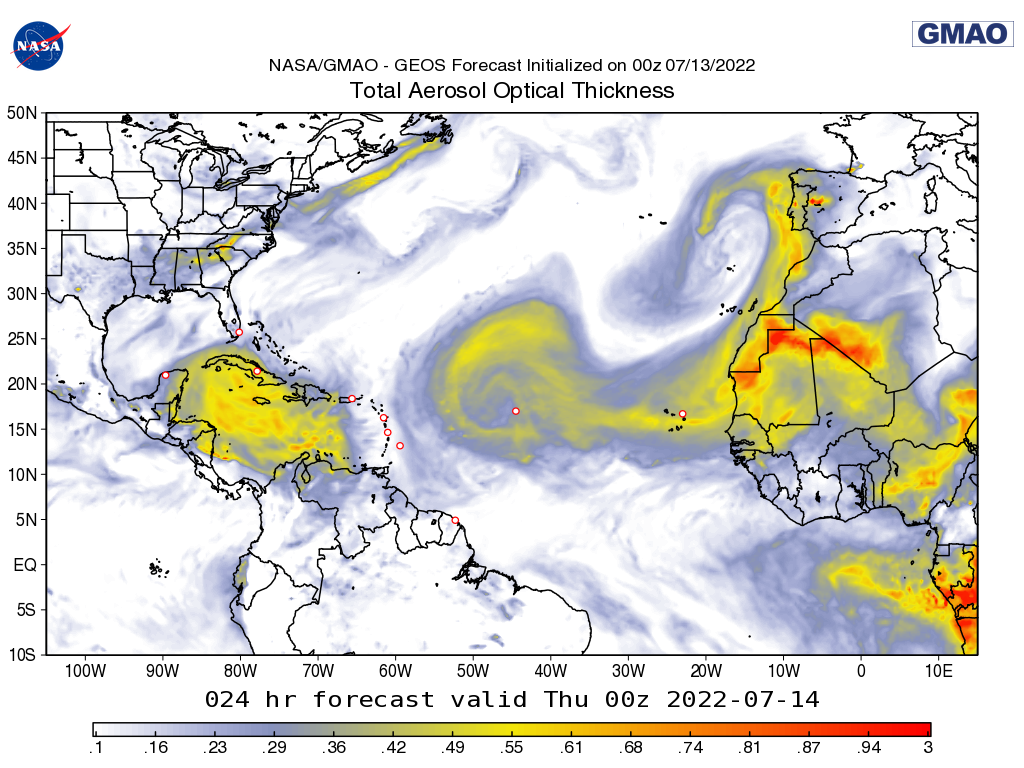 NASA
GMAO
NASA/GMAO - GEOS Forecast Initialized on 00z 07/13/2022
Total Aerosol Optical Thickness
50N
45N
40N
35N
30N
25N
20N
15N
10N
5N
EQ
5S
10S
100W 90W 80W 70W 60W 50W 40W 30W 20W 10W 0 10E
024 hr forecast valid Thu 00z 2022-07-14
.1 .16 .23 .29 .36 .42 .49 .55 .61 .68 .74 .81 .87 .94 3